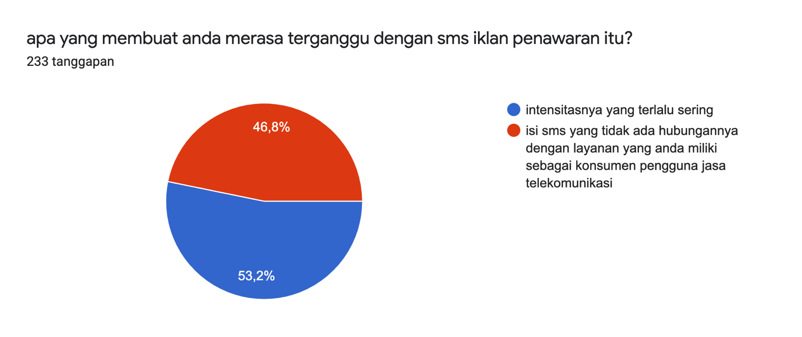 apa yang membuat anda merasa terganggu dengan sms iklan penawaran itu?
233 tanggapan
46,8%
53,2%
intensitasnya yang terlalu sering
isi sms yang tidak ada hubungannya
dengan layanan yang anda miliki
sebagai konsumen pengguna jasa
telekomunikasi